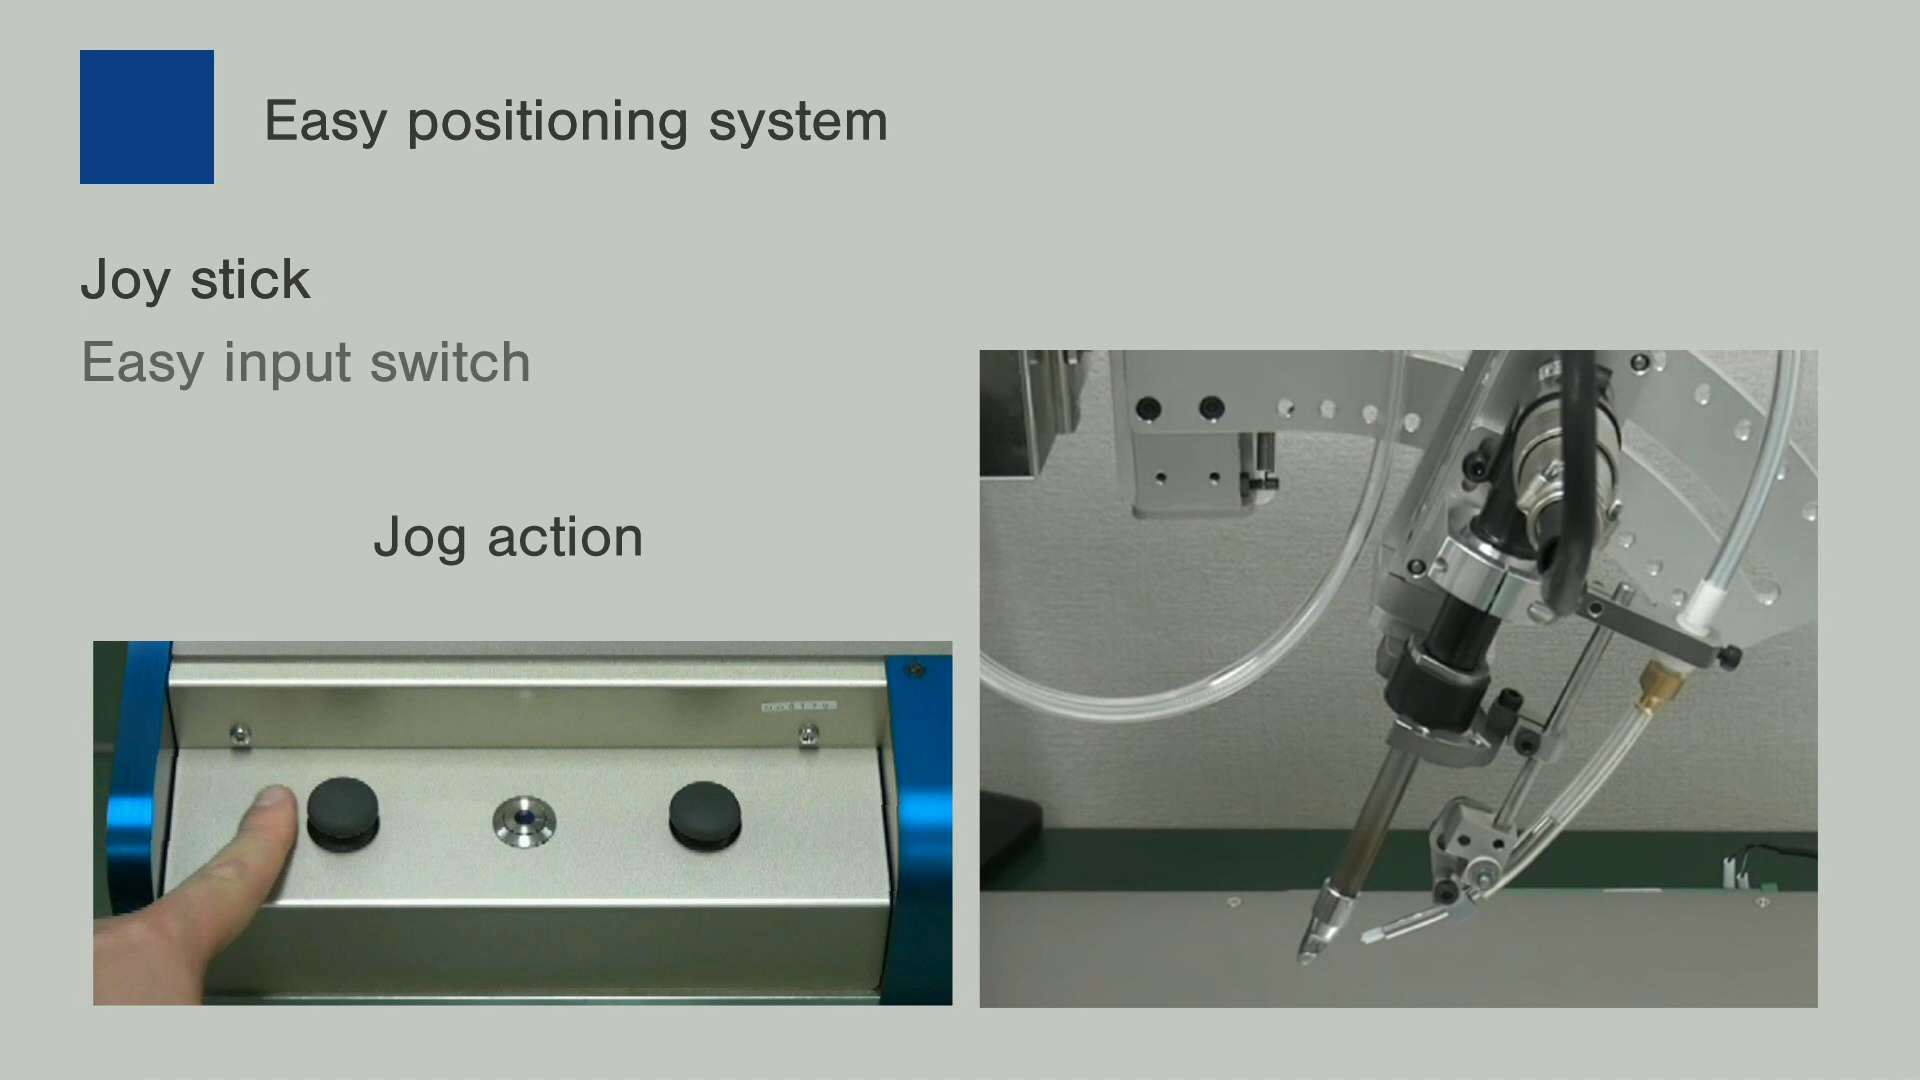 Easy positioning system
Joy stick
Easy input switch
Jog action